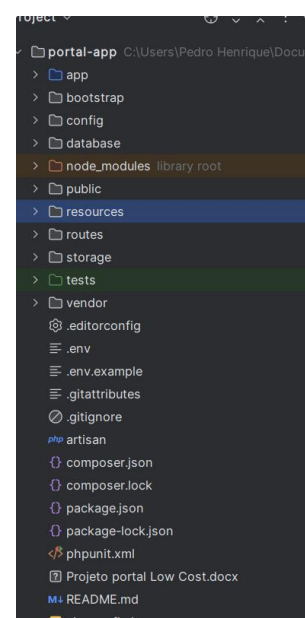 Project
portal-app C:\Users\Pedro Henrique\Docu
app
bootstrap
config
database
node_modules library root
public
resources
routes
storage
tests
vendor
.editorconfig
.env
.env.example
.gitattributes
.gitignore
php artisan
composer.json
composer.lock
package.json
package-lock.json
phpunit.xml
Projeto portal Low Cost.docx
M↓ README.md